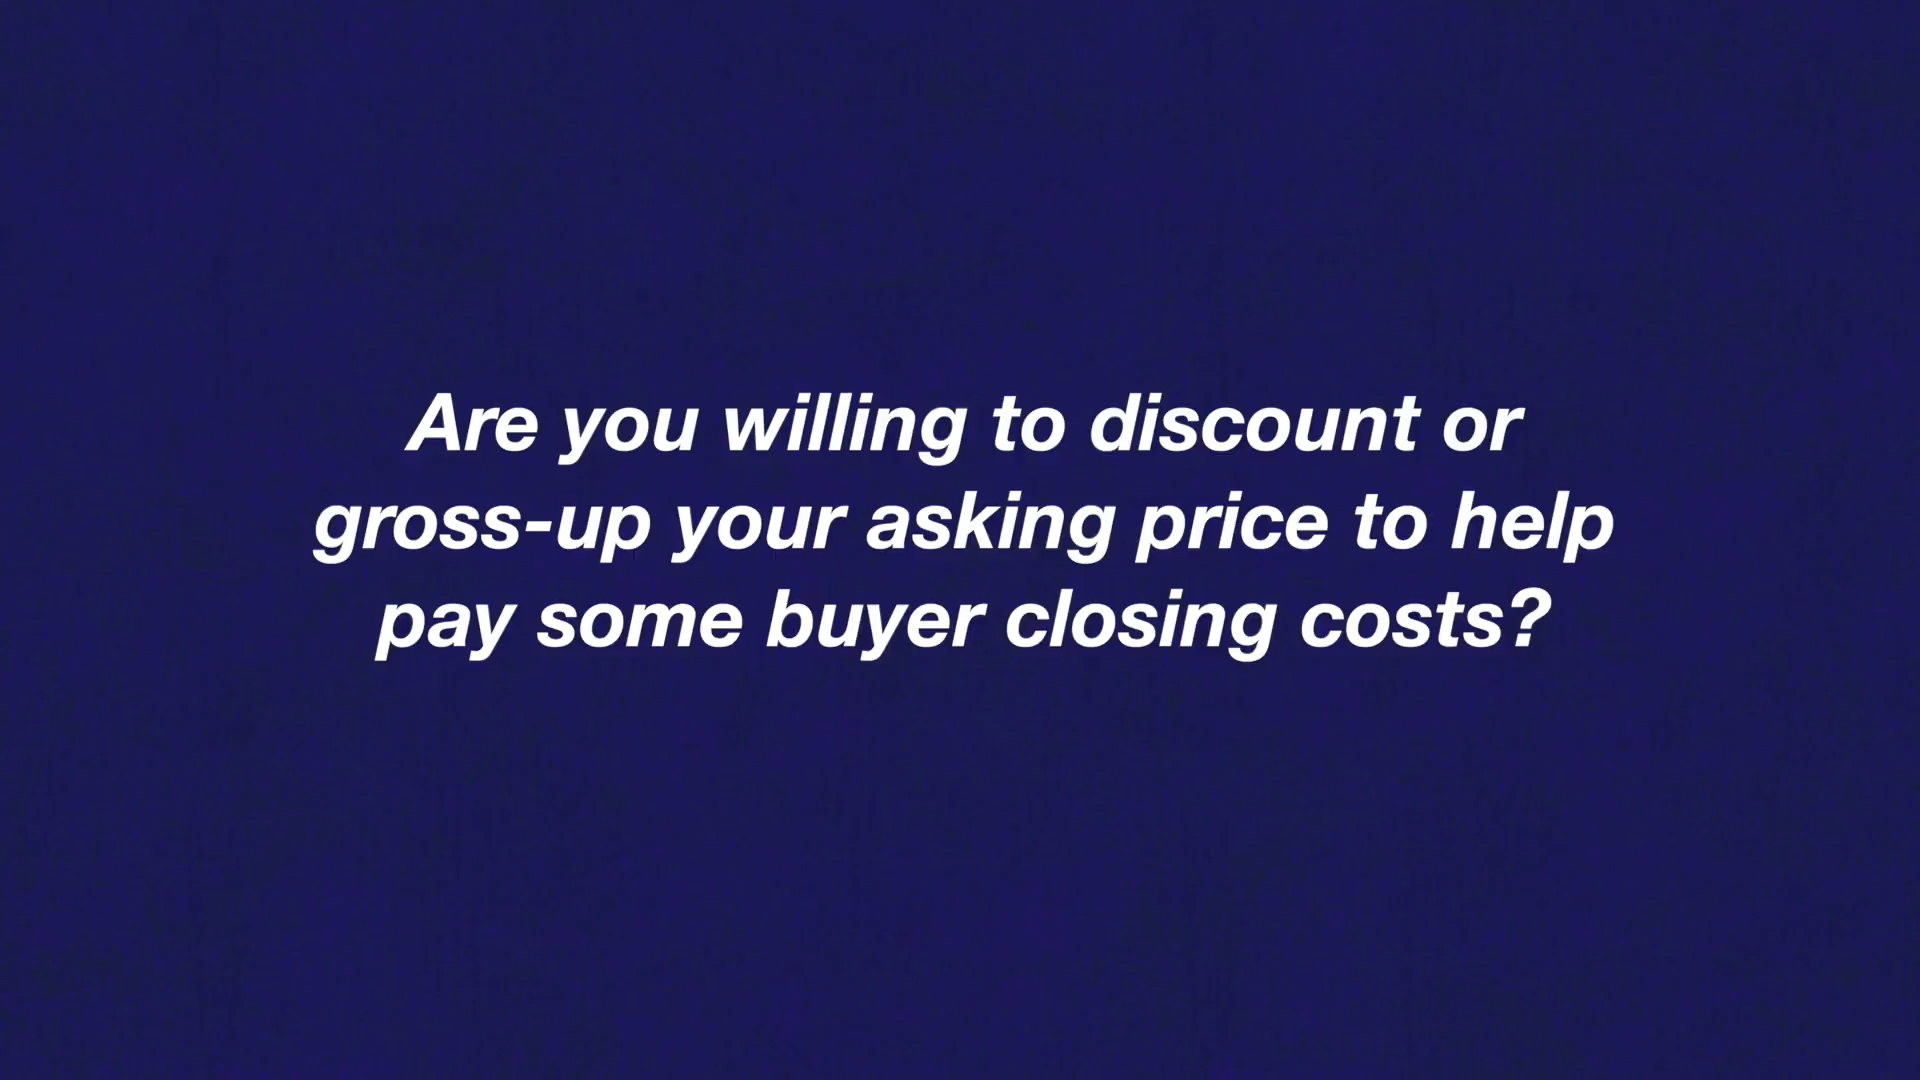 Are you willing to discount or
gross-up your asking price to help
pay some buyer closing costs?